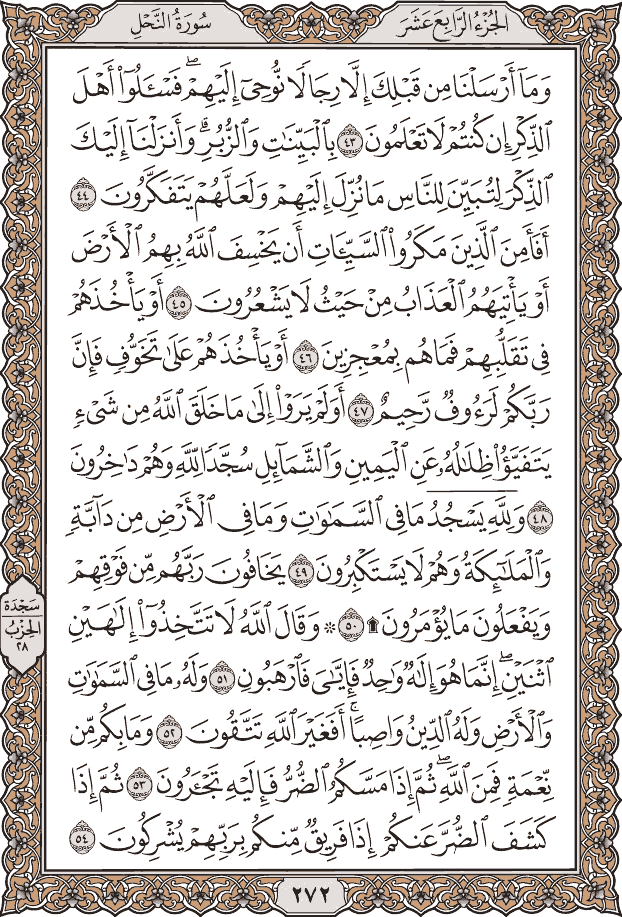 الجُزْءُ الرَّابِعَ عَشَرَ
سُورَةُ النَّحْلِ
وَمَآ أَرْسَلْنَا مِن قَبْلِكَ إِلَّا رِجَالًا نُّوحِىٓ إِلَيْهِمْ ۖ فَسْـَٔلُوٓا۟ أَهْلَ
ٱلذِّكْرِ إِن كُنتُمْ لَا تَعْلَمُونَ ٤٣ بِٱلْبَيِّنَـٰتِ وَٱلزُّبُرِ ۗ وَأَنزَلْنَآ إِلَيْكَ
ٱلذِّكْرَ لِتُبَيِّنَ لِلنَّاسِ مَا نُزِّلَ إِلَيْهِمْ وَلَعَلَّهُمْ يَتَفَكَّرُونَ ٤٤
أَفَأَمِنَ ٱلَّذِينَ مَكَرُوا۟ ٱلسَّيِّـَٔاتِ أَن يَخْسِفَ ٱللَّهُ بِهِمُ ٱلْأَرْضَ
أَوْ يَأْتِيَهُمُ ٱلْعَذَابُ مِنْ حَيْثُ لَا يَشْعُرُونَ ٤٥ أَوْ يَأْخُذَهُمْ
فِى تَقَلُّبِهِمْ فَمَا هُم بِمُعْجِزِينَ ٤٦ أَوْ يَأْخُذَهُمْ عَلَىٰ تَخَوُّفٍ فَإِنَّ
رَبَّكُمْ لَرَءُوفٌ رَّحِيمٌ ٤٧ أَوَلَمْ يَرَوْا۟ إِلَىٰ مَا خَلَقَ ٱللَّهُ مِن شَىْءٍ
يَتَفَيَّؤُا۟ ظِلَـٰلُهُۥ عَنِ ٱلْيَمِينِ وَٱلشَّمَآئِلِ سُجَّدًا لِّلَّهِ وَهُمْ دَٰخِرُونَ
٤٨ وَلِلَّهِ يَسْجُدُ مَا فِى ٱلسَّمَـٰوَٰتِ وَمَا فِى ٱلْأَرْضِ مِن دَآبَّةٍ
وَٱلْمَلَـٰٓئِكَةُ وَهُمْ لَا يَسْتَكْبِرُونَ ٤٩ يَخَافُونَ رَبَّهُم مِّن فَوْقِهِمْ
وَيَفْعَلُونَ مَا يُؤْمَرُونَ ۩ ٥٠ ۞ وَقَالَ ٱللَّهُ لَا تَتَّخِذُوٓا۟ إِلَـٰهَيْنِ
ٱثْنَيْنِ ۖ إِنَّمَا هُوَ إِلَـٰهٌ وَٰحِدٌ ۖ فَإِيَّـٰىَ فَٱرْهَبُونِ ٥١ وَلَهُۥ مَا فِى ٱلسَّمَـٰوَٰتِ
وَٱلْأَرْضِ وَلَهُ ٱلدِّينُ وَاصِبًا ۚ أَفَغَيْرَ ٱللَّهِ تَتَّقُونَ ٥٢ وَمَا بِكُم مِّن
نِّعْمَةٍ فَمِنَ ٱللَّهِ ۖ ثُمَّ إِذَا مَسَّكُمُ ٱلضُّرُّ فَإِلَيْهِ تَجْـَٔرُونَ ٥٣ ثُمَّ إِذَا
كَشَفَ ٱلضُّرَّ عَنكُمْ إِذَا فَرِيقٌ مِّنكُم بِرَبِّهِمْ يُشْرِكُونَ ٥٤
سَجْدَة
الحِزْبُ
٢٨
٢٧٢